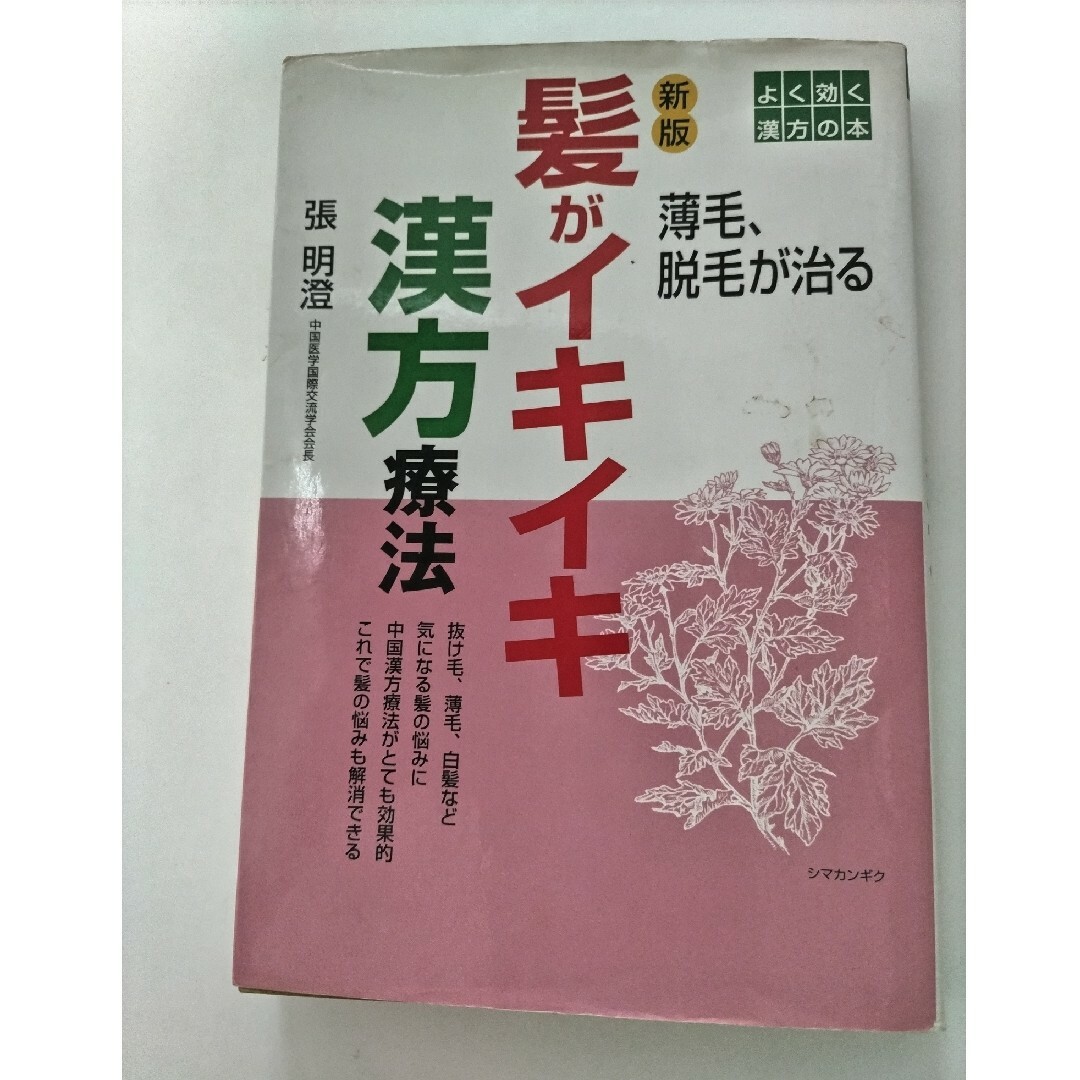 よく効く
漢方の本
新版
薄毛、
脱毛が治る
髪がイキイキ
漢方療法
張 明澄
中国医学国際交流学会会長
抜け毛、薄毛、白髪など
気になる髪の悩みに
中国漢方療法がとても効果的
これで髪の悩みも解消できる
シマカンギク